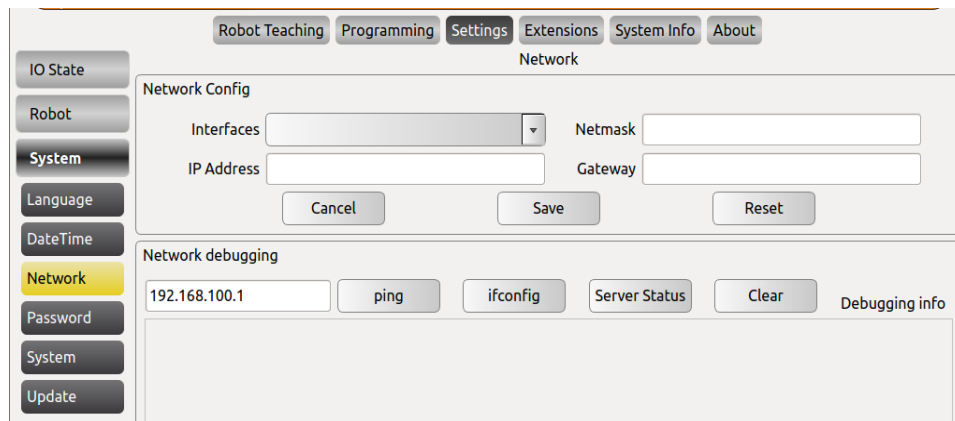 Robot Teaching Programming Settings Extensions System Info About
Network
IO State
Robot
System
Language
DateTime
Network
Password
System
Update
Network Config
Interfaces Netmask
IP Address Gateway
Cancel Save Reset
Network debugging
192.168.100.1 ping ifconfig Server Status Clear Debugging info